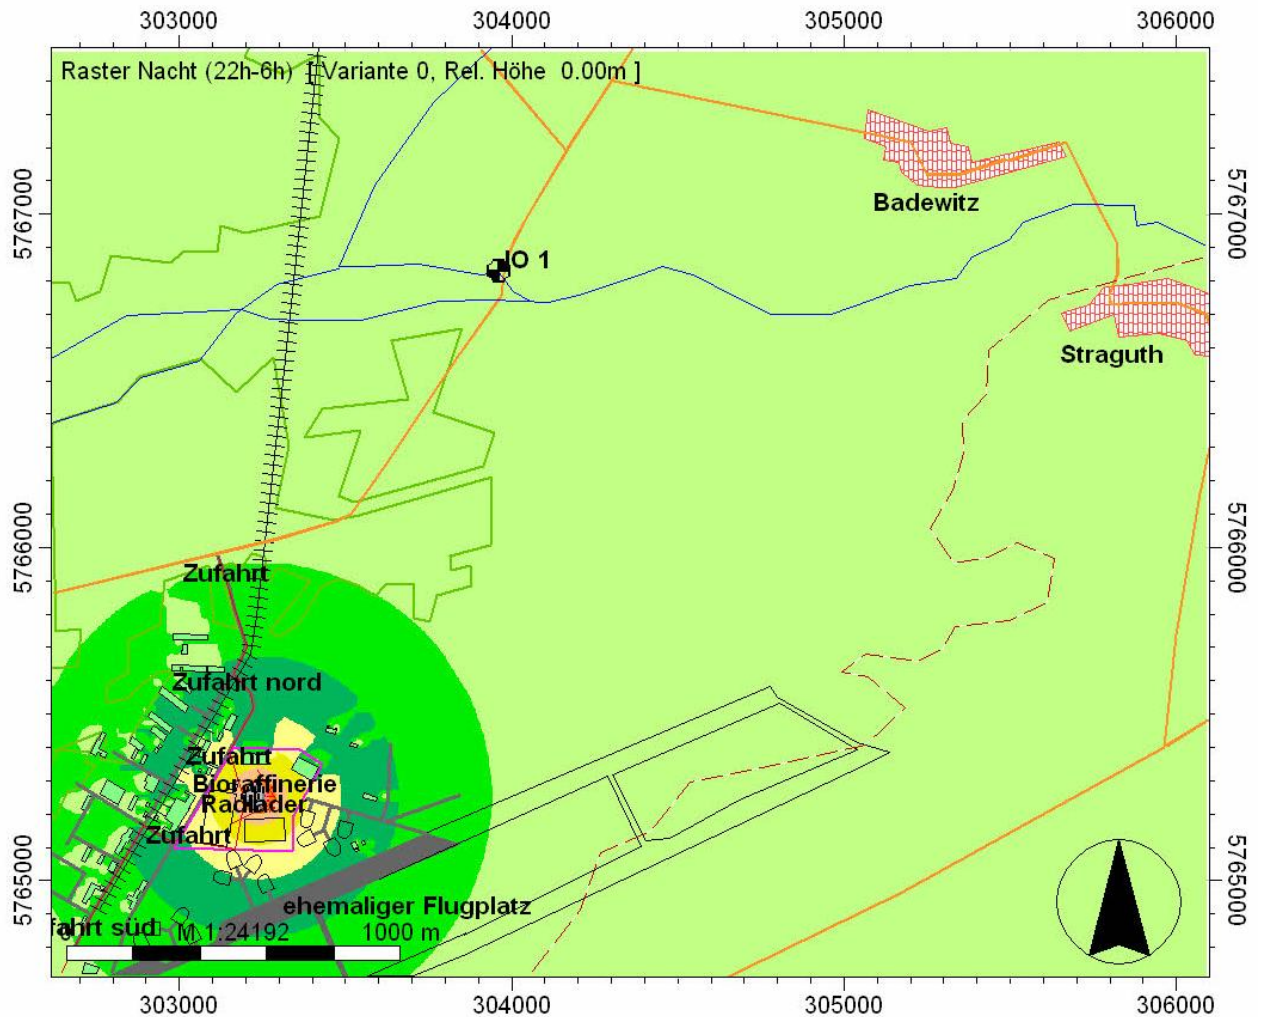 303000 304000 305000 306000
Raster Nacht (22h-6h) [ Variante 0, Rel. Höhe 0.00m ]
5767000
5767000
Badewitz
IO 1
Straguth
5766000
5766000
Zufahrt
Zufahrt nord
Zufahrt
Bioraffinerie
Radlader
Zufahrt
5765000
5765000
ehemaliger Flugplatz
fahrt süd
0 M 1:24192 1000 m
303000 304000 305000 306000